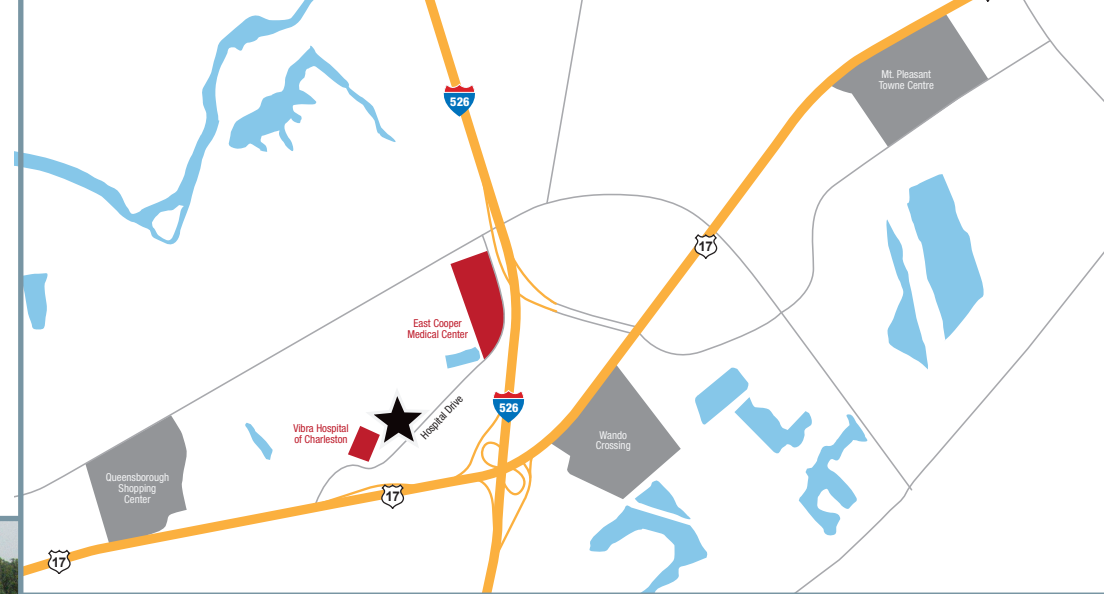 526
Mt. Pleasant
Towne Centre
17
East Cooper
Medical Center
526
Hospital Drive
Vibra Hospital
of Charleston
Wando
Crossing
Queensborough
Shopping
Center
17
17